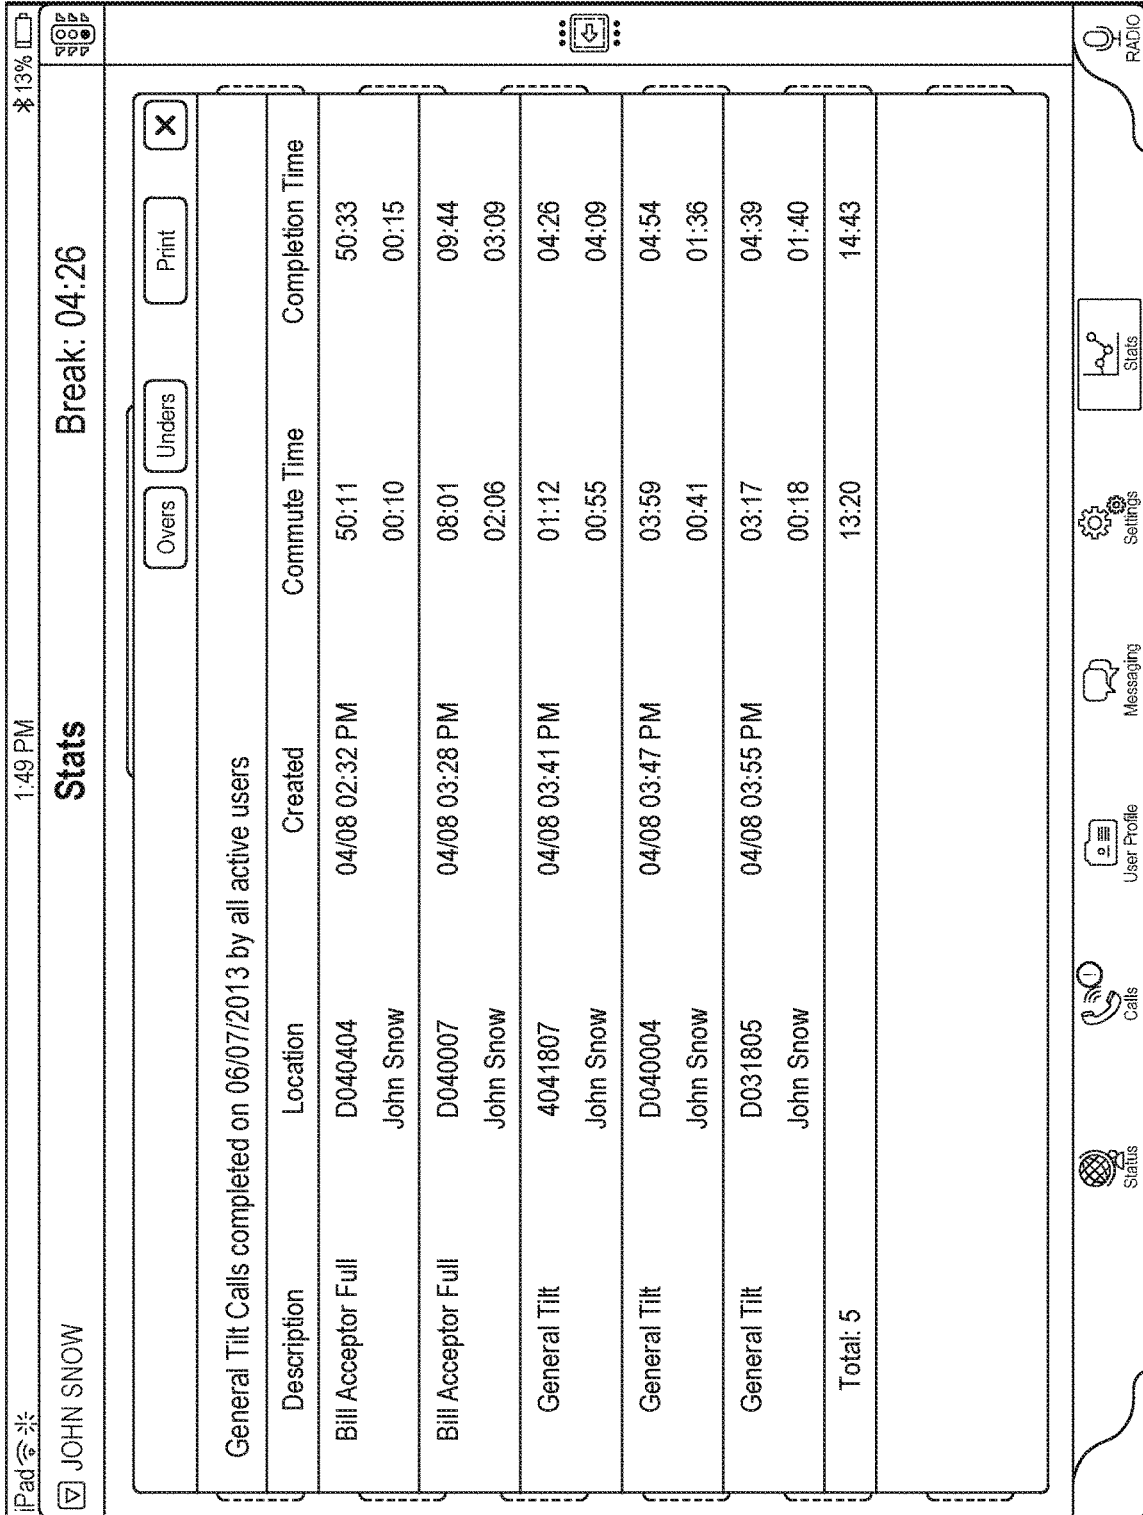 iPad 1:49 PM 13%
JOHN SNOW Stats Break: 04:26
Overs Unders Print X
General Tilt Calls completed on 06/07/2013 by all active users
Description Location Created Commute Time Completion Time
Bill Acceptor Full D040404 04/08 02:32 PM 50:11 50:33
John Snow 00:10 00:15
Bill Acceptor Full D040007 04/08 03:28 PM 08:01 09:44
John Snow 02:06 03:09
General Tilt 4041807 04/08 03:41 PM 01:12 04:26
John Snow 00:55 04:09
General Tilt D040004 04/08 03:47 PM 03:59 04:54
John Snow 00:41 01:36
General Tilt D031805 04/08 03:55 PM 03:17 04:39
John Snow 00:18 01:40
Total: 5 13:20 14:43
Status Calls User Profile Messaging Settings Stats RADIO